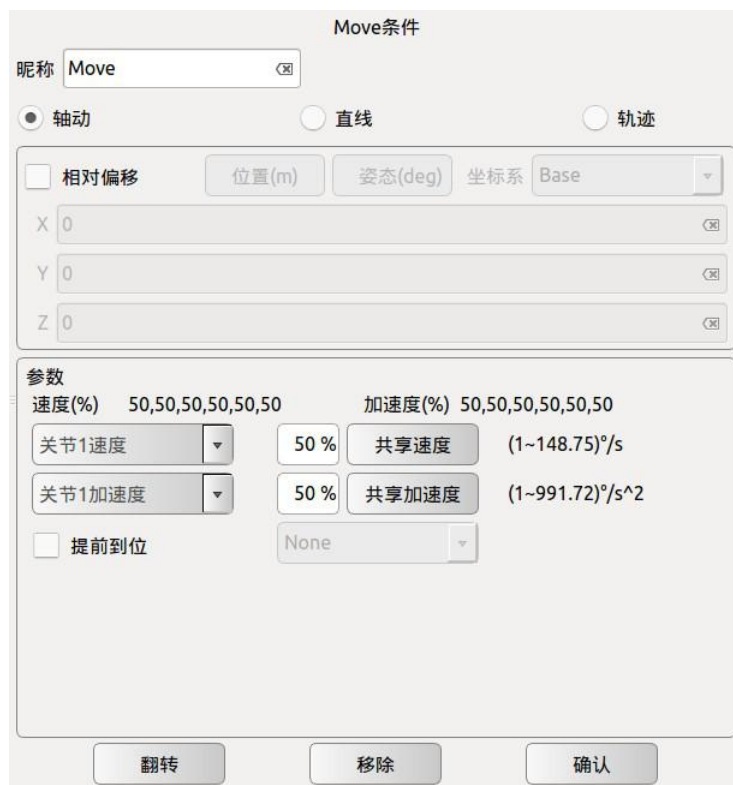 Move条件
昵称 Move
轴动 直线 轨迹
相对偏移 位置(m) 姿态(deg) 坐标系 Base
X 0
Y 0
Z 0
参数
速度(%) 50,50,50,50,50,50 加速度(%) 50,50,50,50,50,50
关节1速度 50 % 共享速度 (1~148.75)°/s
关节1加速度 50 % 共享加速度 (1~991.72)°/s^2
提前到位 None
翻转 移除 确认